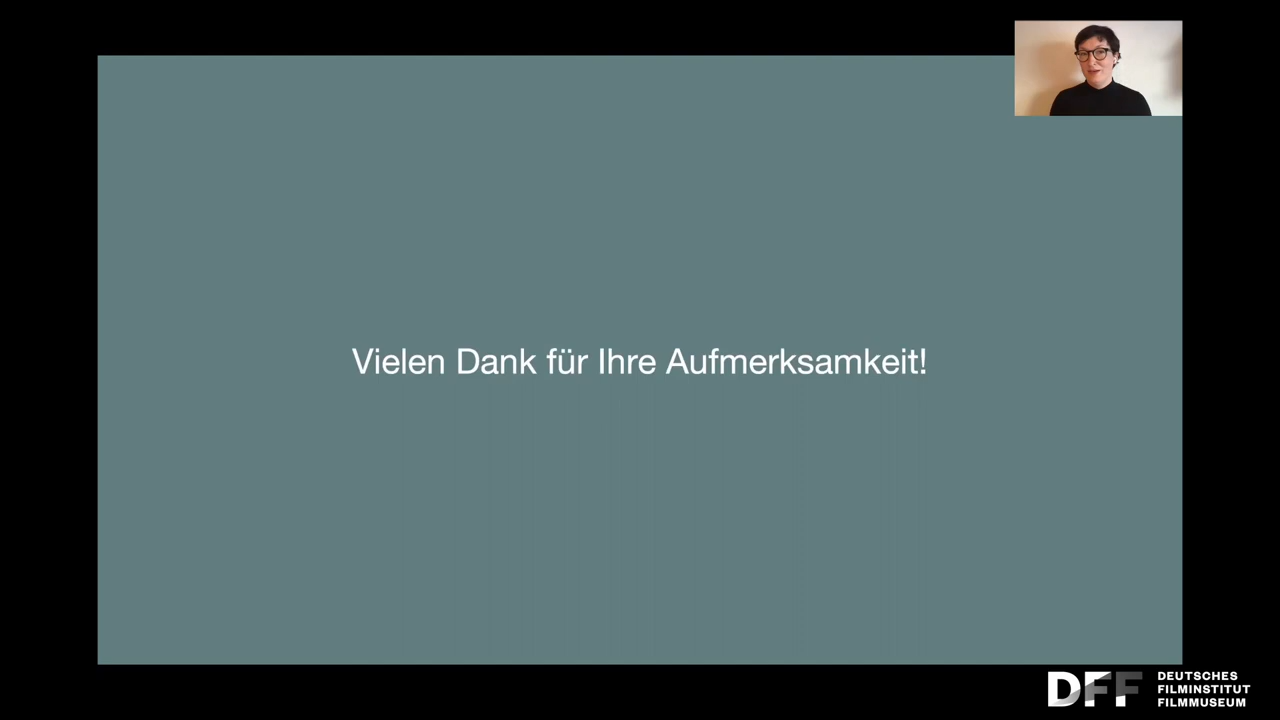 Vielen Dank für Ihre Aufmerksamkeit!
DFF
DEUTSCHES
FILMINSTITUT
FILMMUSEUM